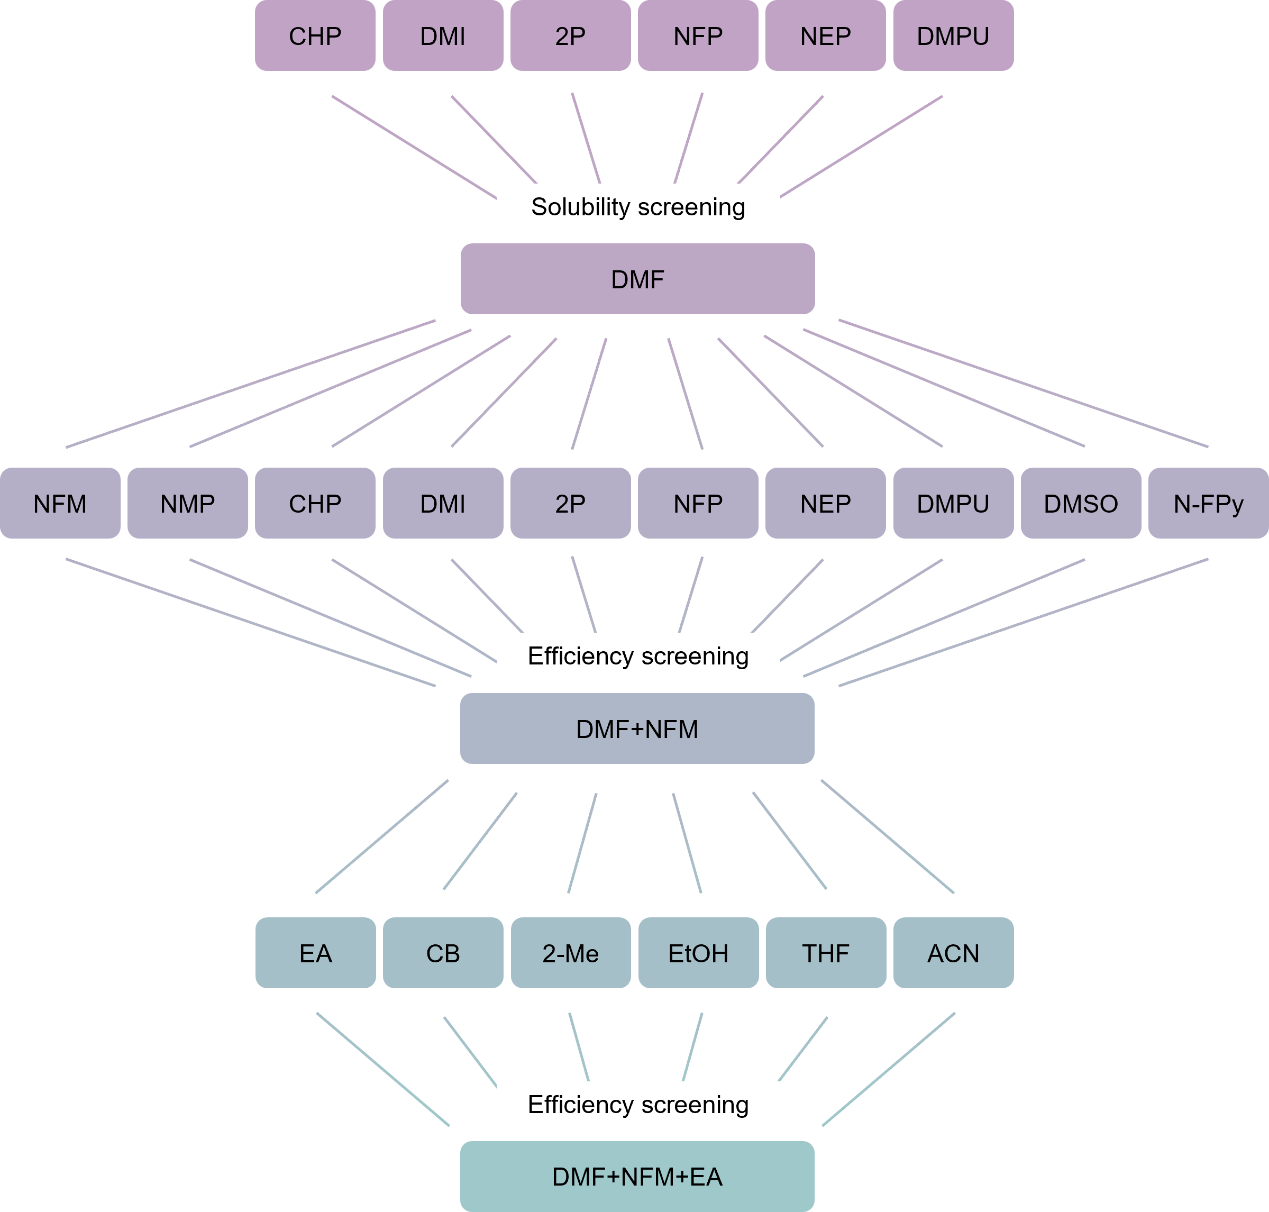 CHP DMI 2P NFP NEP DMPU
Solubility screening
DMF
NFM NMP CHP DMI 2P NFP NEP DMPU DMSO N-FPy
Efficiency screening
DMF+NFM
EA CB 2-Me EtOH THF ACN
Efficiency screening
DMF+NFM+EA